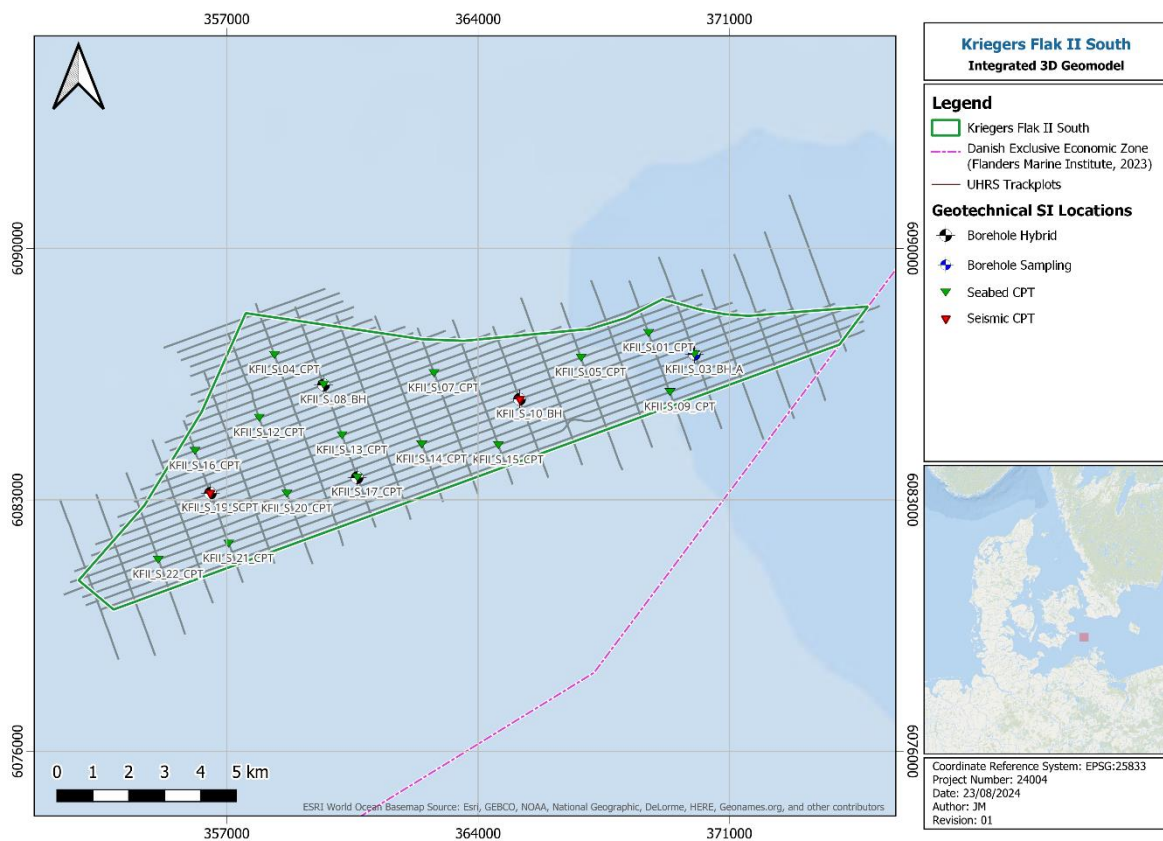 357000
364000
371000
Kriegers Flak II South
Integrated 3D Geomodel
Legend
Kriegers Flak II South
Danish Exclusive Economic Zone
(Flanders Marine Institute, 2023)
UHRS Trackplots
Geotechnical SI Locations
Borehole Hybrid
Borehole Sampling
Seabed CPT
Seismic CPT
6090000
6090000
KFII_S_01_CPT
KFII_S_04_CPT
KFII_S_03_BH_A
KFII_S_05_CPT
KFII_S_07_CPT
KFII_S_08_BH
KFII_S_09_CPT
KFII_S_10_BH
KFII_S_12_CPT
KFII_S_13_CPT
KFII_S_14_CPT
KFII_S_15_CPT
KFII_S_16_CPT
KFII_S_17_CPT
6083000
6083000
KFII_S_19_SCPT
KFII_S_20_CPT
KFII_S_21_CPT
KFII_S_22_CPT
6076000
6076000
0 1 2 3 4 5 km
ESRI World Ocean Basemap Source: Esri, GEBCO, NOAA, National Geographic, DeLorme, HERE, Geonames.org, and other contributors
357000
364000
371000
Coordinate Reference System: EPSG:25833
Project Number: 24004
Date: 23/08/2024
Author: JM
Revision: 01